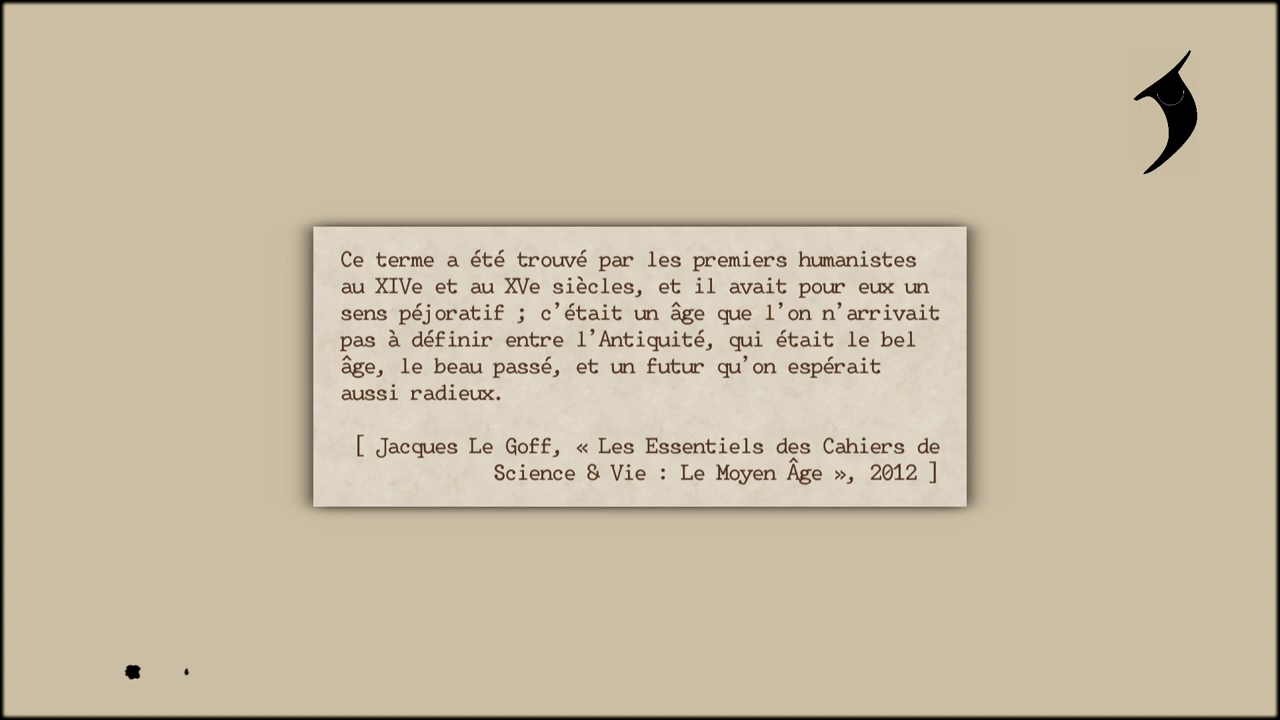 Ce terme a été trouvé par les premiers humanistes
au XIVe et au XVe siècles, et il avait pour eux un
sens péjoratif ; c’était un âge que l’on n’arrivait
pas à définir entre l’Antiquité, qui était le bel
âge, le beau passé, et un futur qu’on espérait
aussi radieux.
[ Jacques Le Goff, « Les Essentiels des Cahiers de
Science & Vie : Le Moyen Âge », 2012 ]